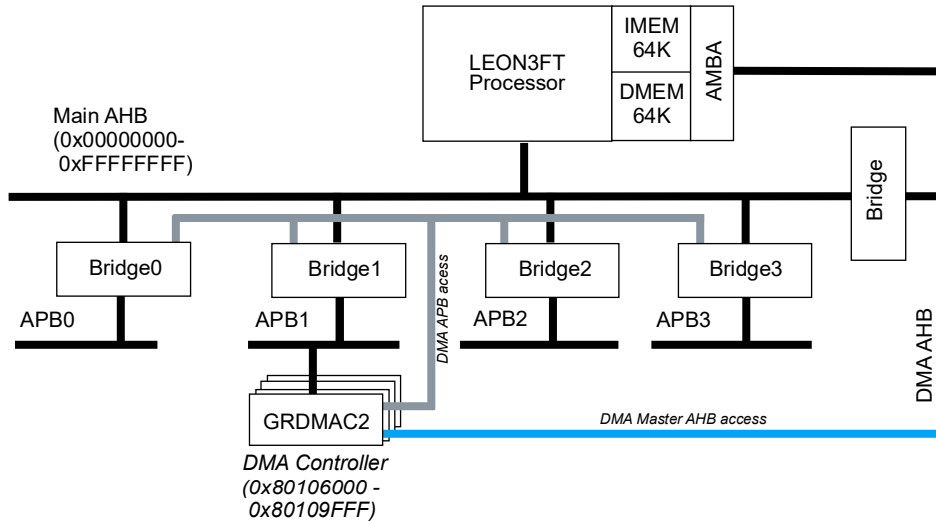 IMEM
64K
LEON3FT
Processor
DMEM
64K
AMBA
Main AHB
(0x00000000-
0xFFFFFFFF)
Bridge
Bridge0
Bridge1
Bridge2
Bridge3
APB0
APB1
APB2
APB3
DMA APB acess
DMA AHB
GRDMAC2
DMA Master AHB access
DMA Controller
(0x80106000 -
0x80109FFF)